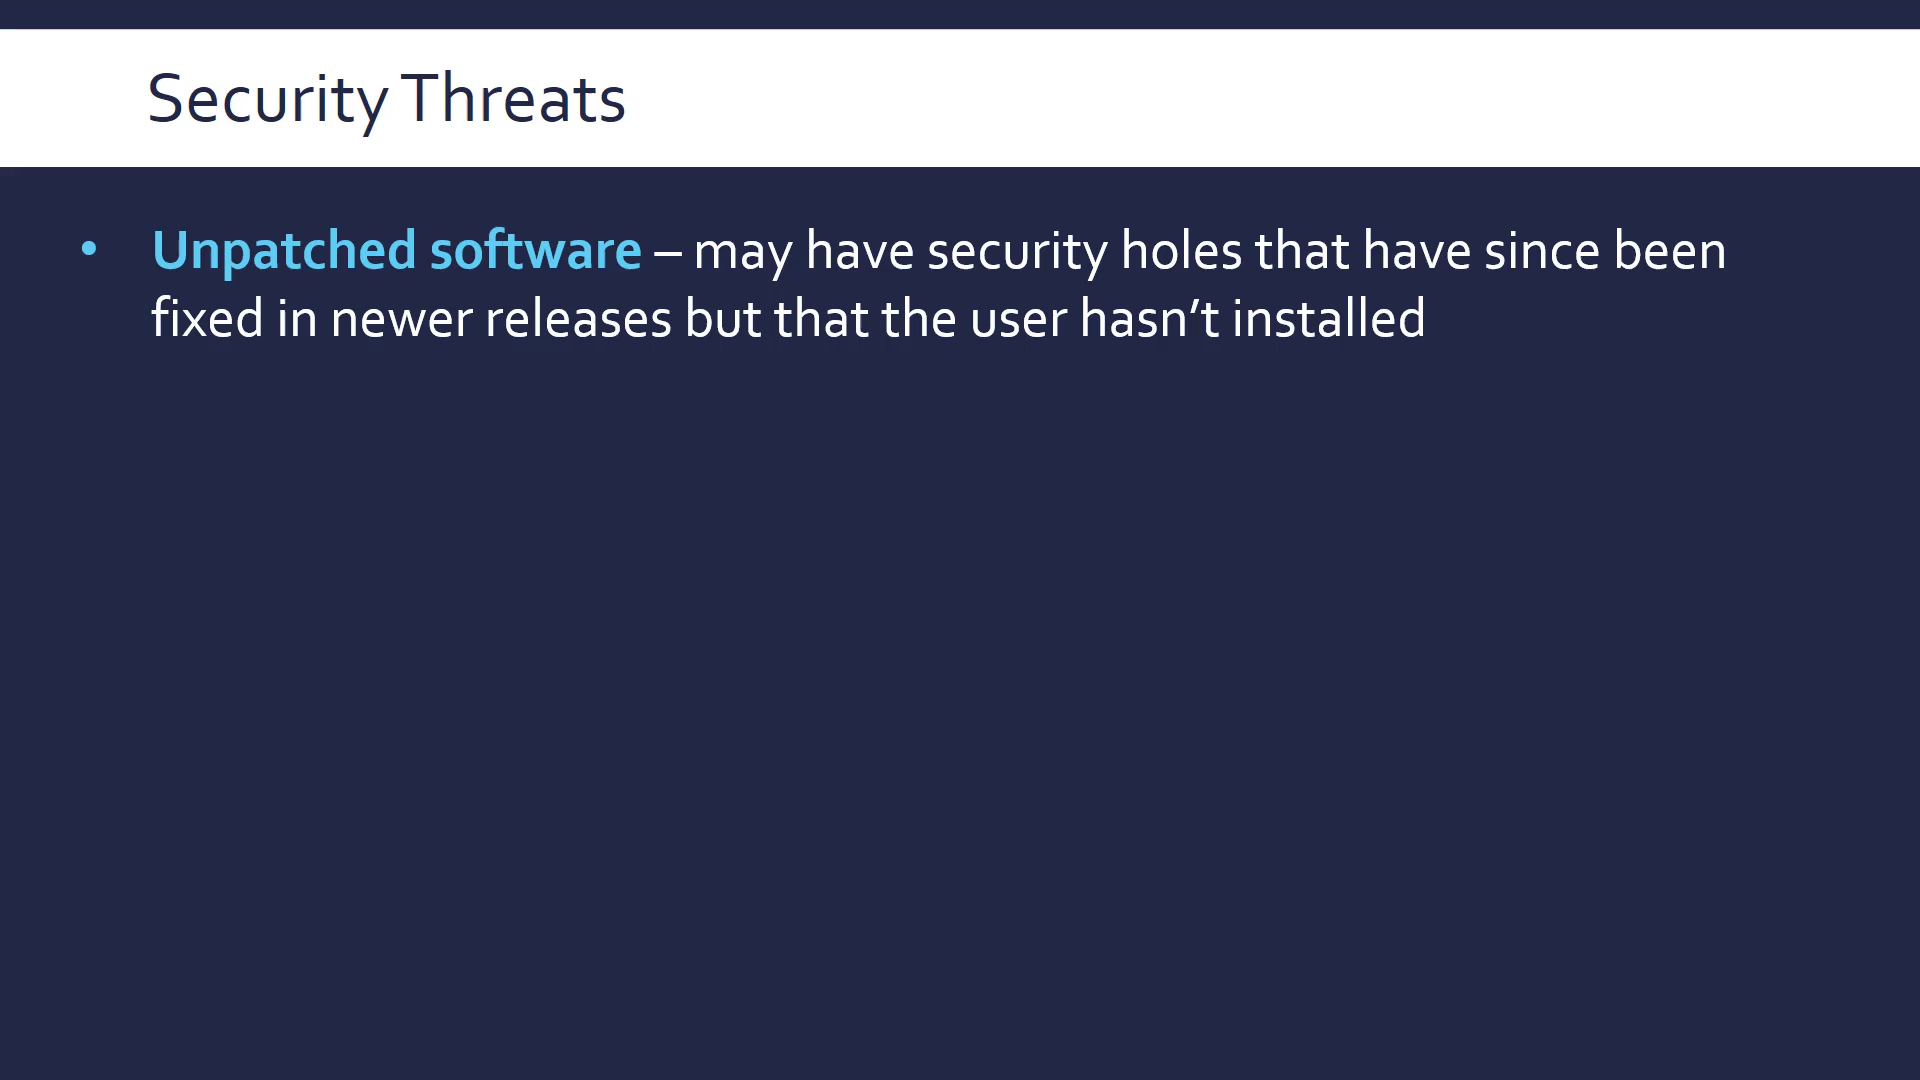 Security Threats
• Unpatched software – may have security holes that have since been
fixed in newer releases but that the user hasn’t installed